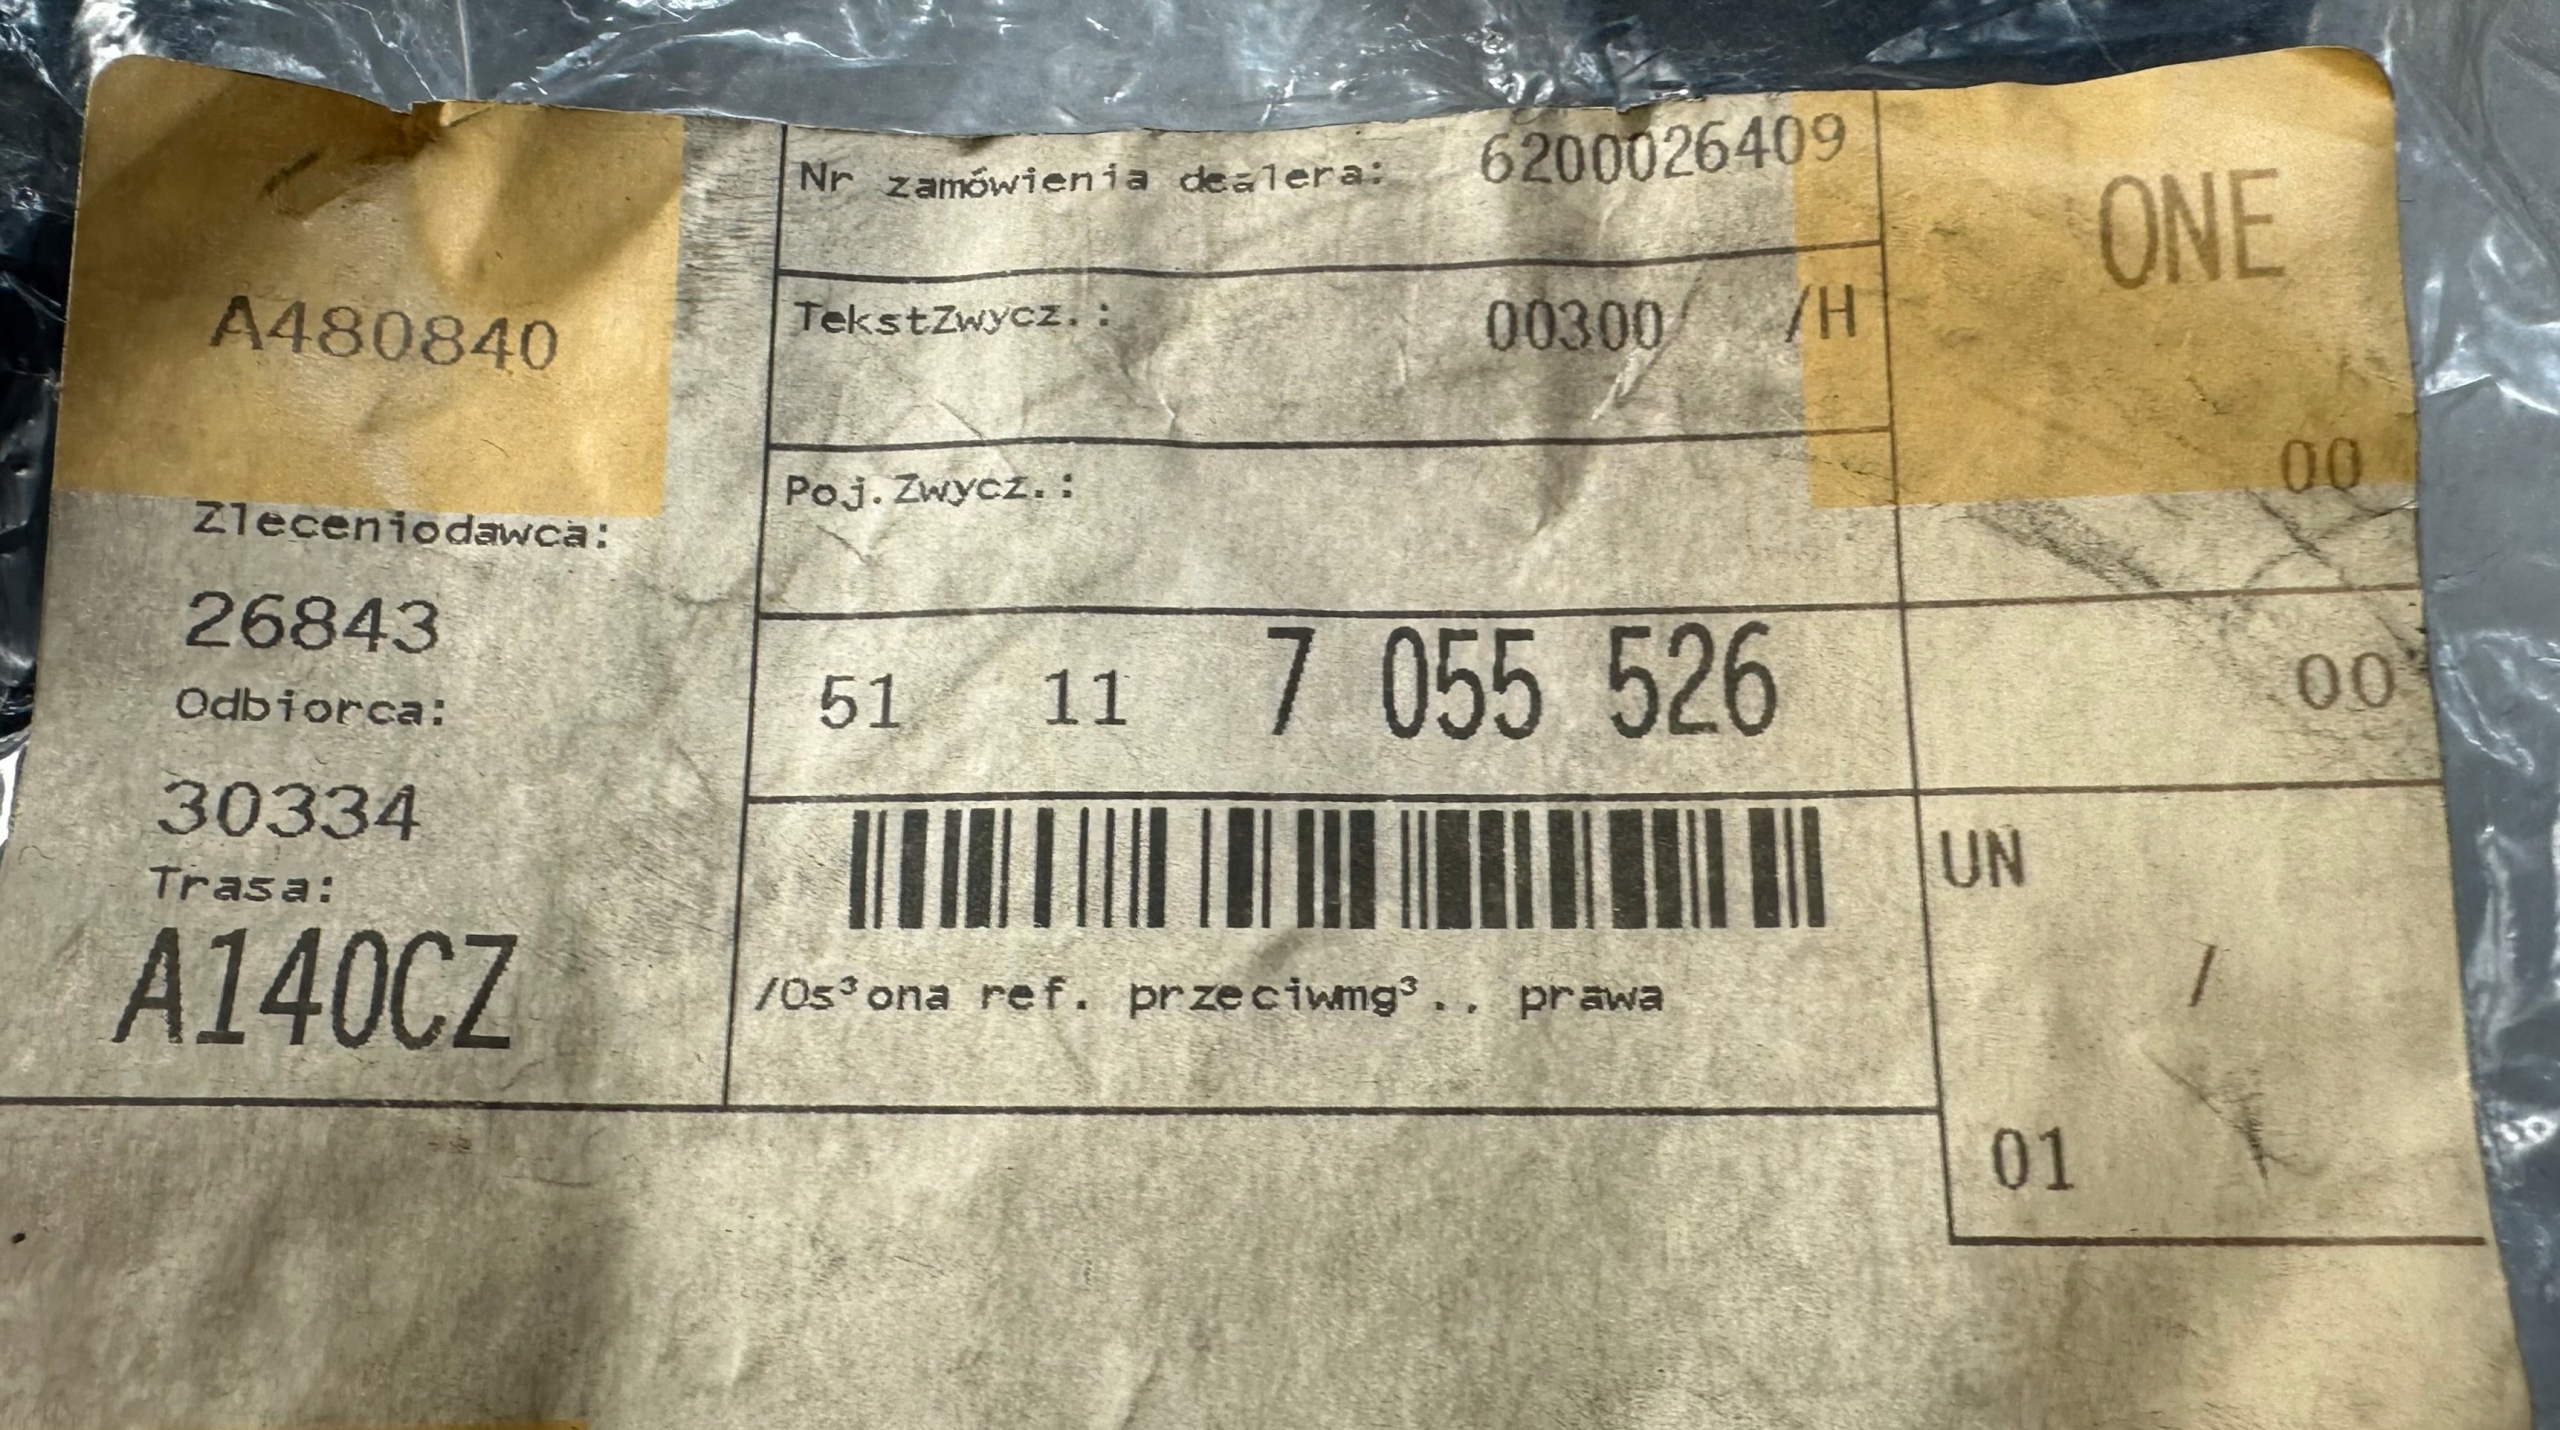 A480840
Zleceniodawca:
26843
Odbiorca:
30334
Trasa:
A140CZ
Nr zamówienia dealera: 6200026409
TekstZwycz.: 00300 /H
Poj.Zwycz.:
51 11 7 055 526
/Os³ona ref. przeciwmg³.. prawa
ONE
00
00
UN
/
01